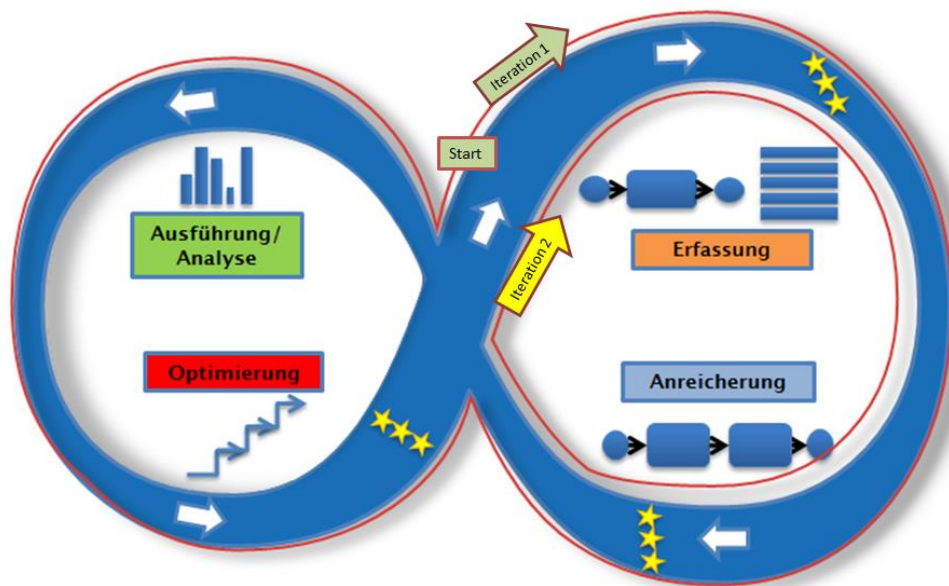 Iteration 1
Start
Ausführung/
Analyse
Erfassung
Iteration 2
Optimierung
Anreicherung